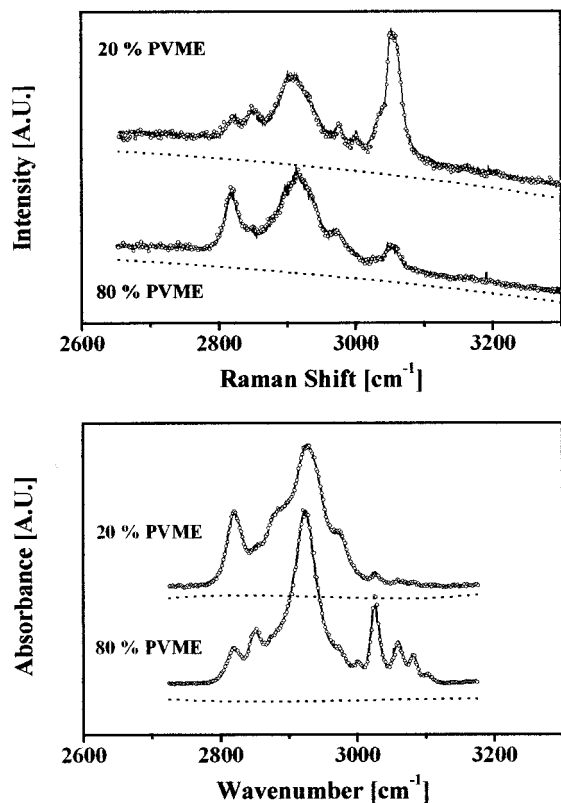 20 % PVME
Intensity [A.U.]
80 % PVME
2600 2800 3000 3200
Raman Shift [cm-1]
20 % PVME
Absorbance [A.U.]
80 % PVME
2600 2800 3000 3200
Wavenumber [cm-1]